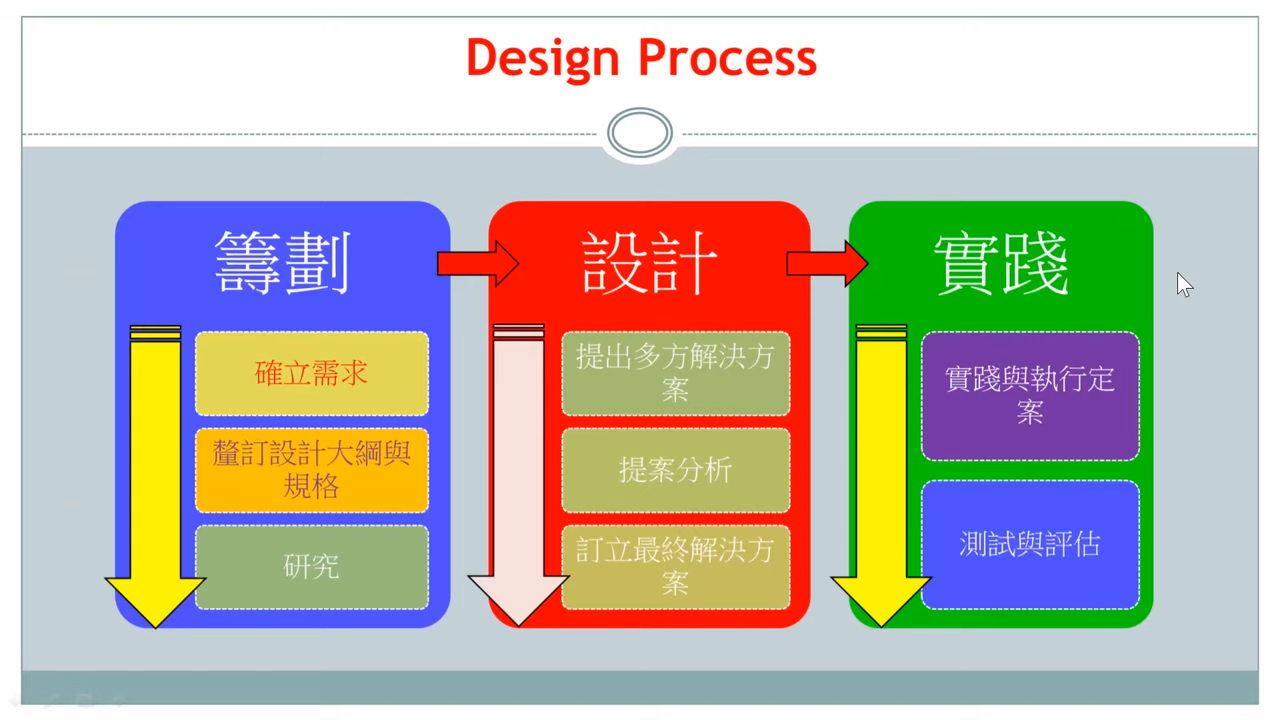 Design Process
籌劃
確立需求
釐訂設計大綱與
規格
研究
設計
提出多方解決方
案
提案分析
訂立最終解決方
案
實踐
實踐與執行定
案
測試與評估